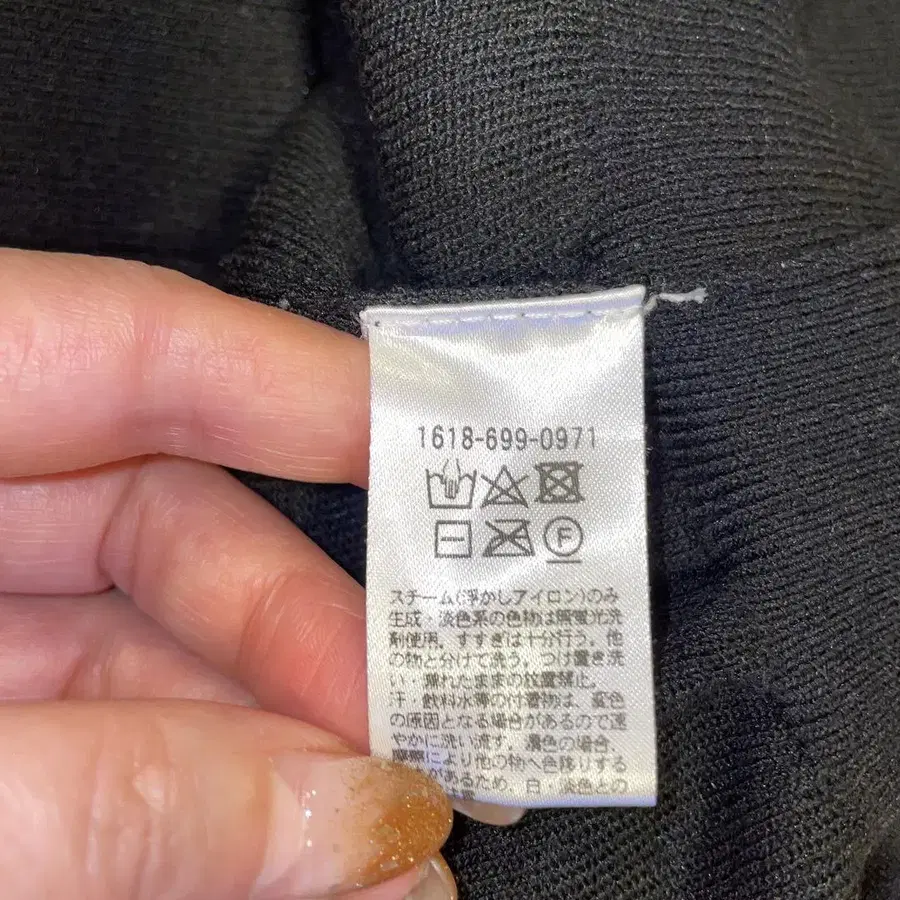 1618-699-0971
F
スチーム(浮かしアイロン)のみ
生成・淡色系の色物は無蛍光洗
剤使用。すすぎは十分行う。他
の物と分けて洗う。つけ置き洗
い・濡れたままの放置禁止。
汗・飲料水等の付着物は、変色
の原因となる場合があるので速
やかに洗い流す。濃色の場合、
摩擦により他の物へ色移りする
があるため、白・淡色との